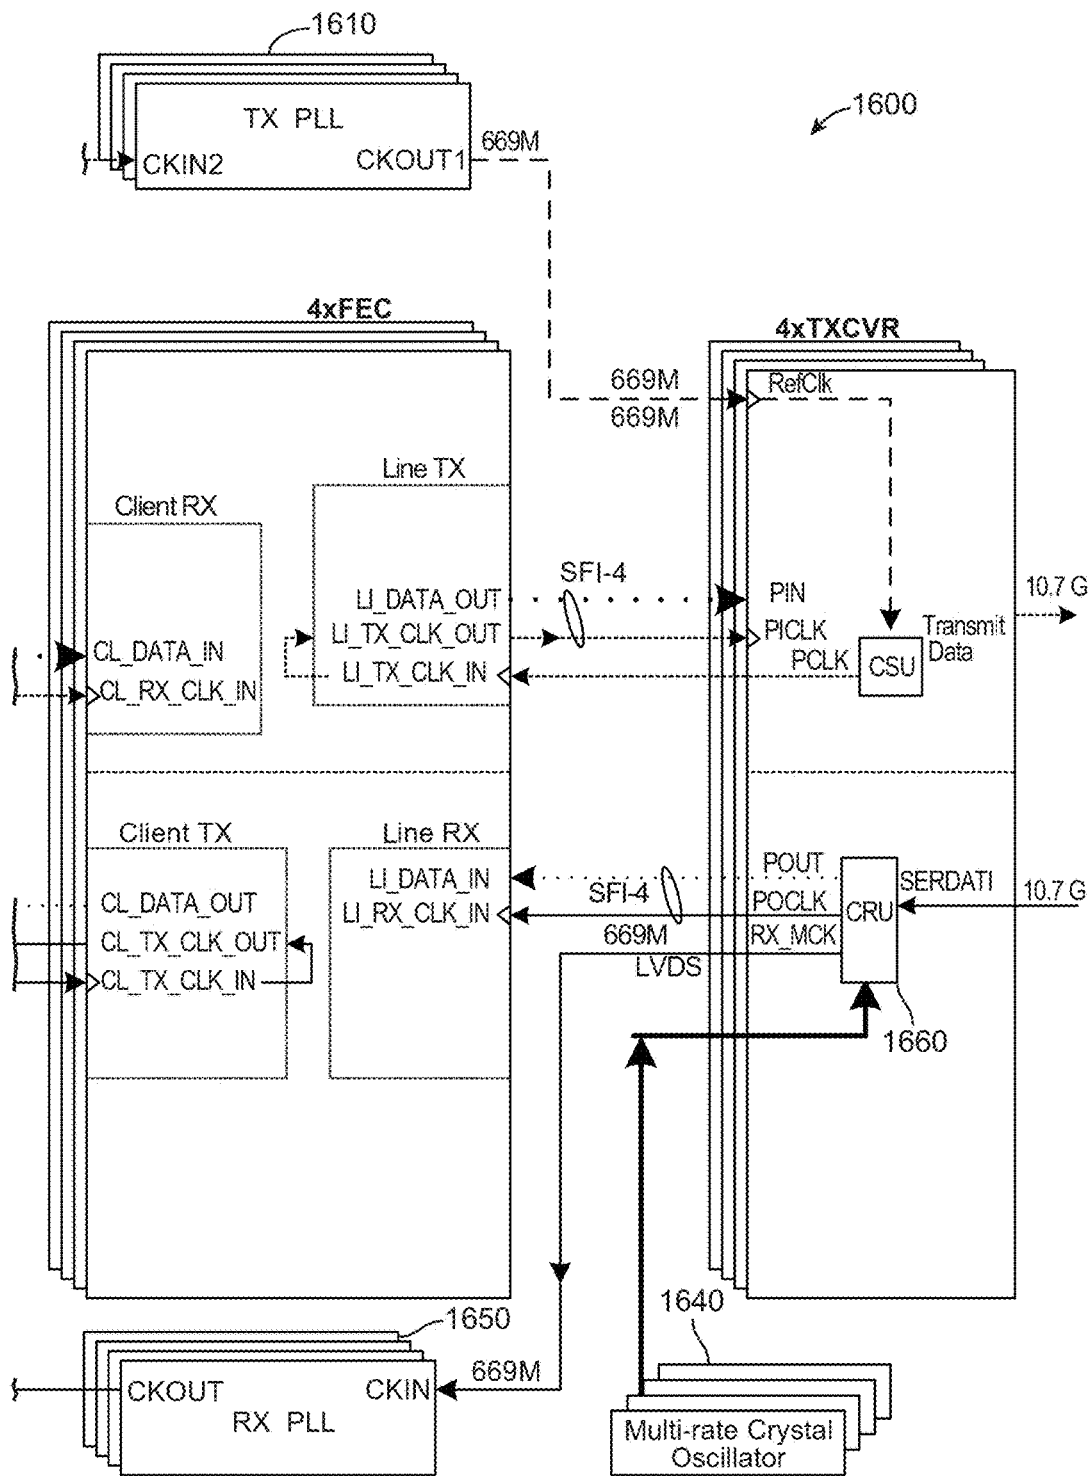 1610
TX PLL
CKIN2
CKOUT1
669M
1600
4xFEC
4xTXCVR
669M
669M
RefClk
Line TX
Client RX
SFI-4
LI_DATA_OUT
LI_TX_CLK_OUT
LI_TX_CLK_IN
CL_DATA_IN
CL_RX_CLK_IN
PIN
PICLK
PCLK
CSU
Transmit
Data
10.7 G
Client TX
Line RX
LI_DATA_IN
LI_RX_CLK_IN
CL_DATA_OUT
CL_TX_CLK_OUT
CL_TX_CLK_IN
SFI-4
669M
LVDS
POUT
POCLK
RX_MCK
CRU
SERDATI
10.7 G
1660
1650
CKOUT
CKIN
RX PLL
669M
1640
Multi-rate Crystal
Oscillator